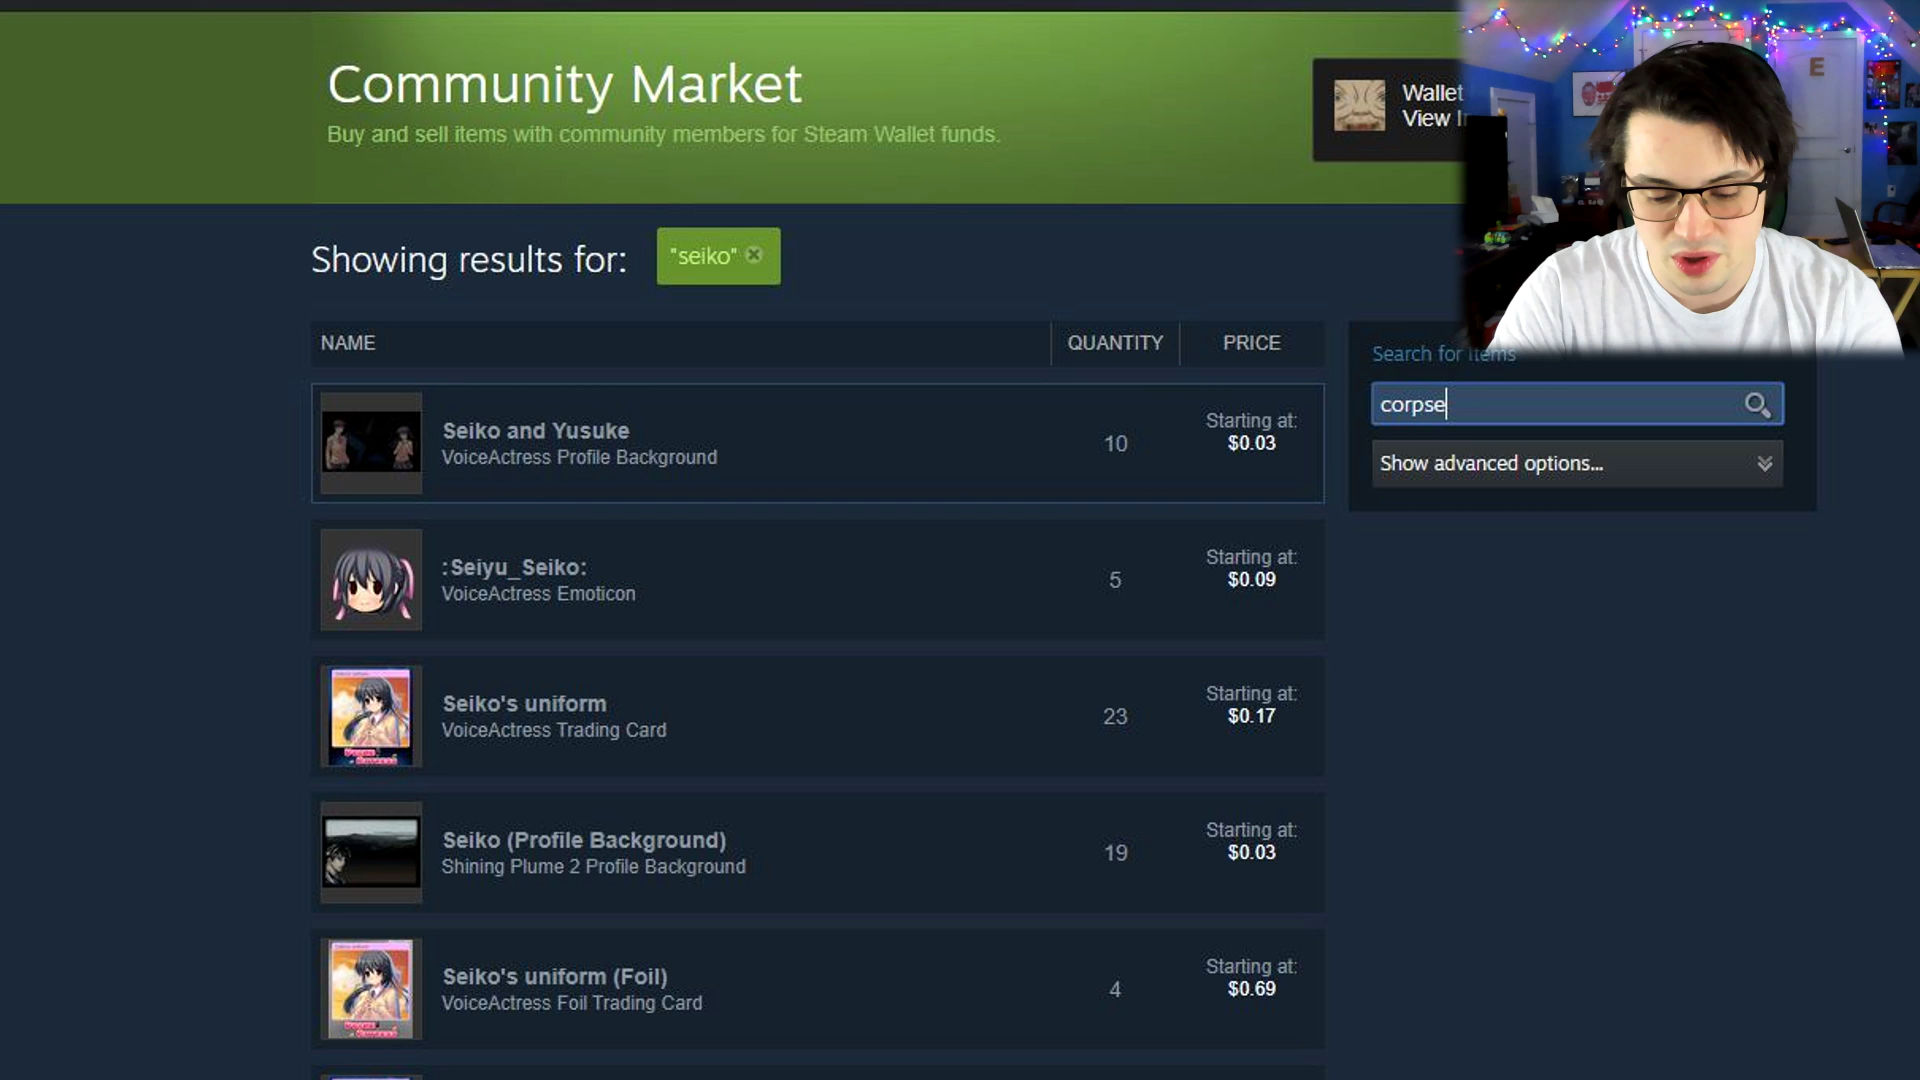 Community Market
Buy and sell items with community members for Steam Wallet funds.
Wallet
View
E
Showing results for: "seiko"
NAME QUANTITY PRICE
Search for items
corpse
Show advanced options...
Seiko and Yusuke
VoiceActress Profile Background
10
Starting at:
$0.03
:Seiyu_Seiko:
VoiceActress Emoticon
5
Starting at:
$0.09
Seiko's uniform
VoiceActress Trading Card
23
Starting at:
$0.17
Seiko (Profile Background)
Shining Plume 2 Profile Background
19
Starting at:
$0.03
Seiko's uniform (Foil)
VoiceActress Foil Trading Card
4
Starting at:
$0.69